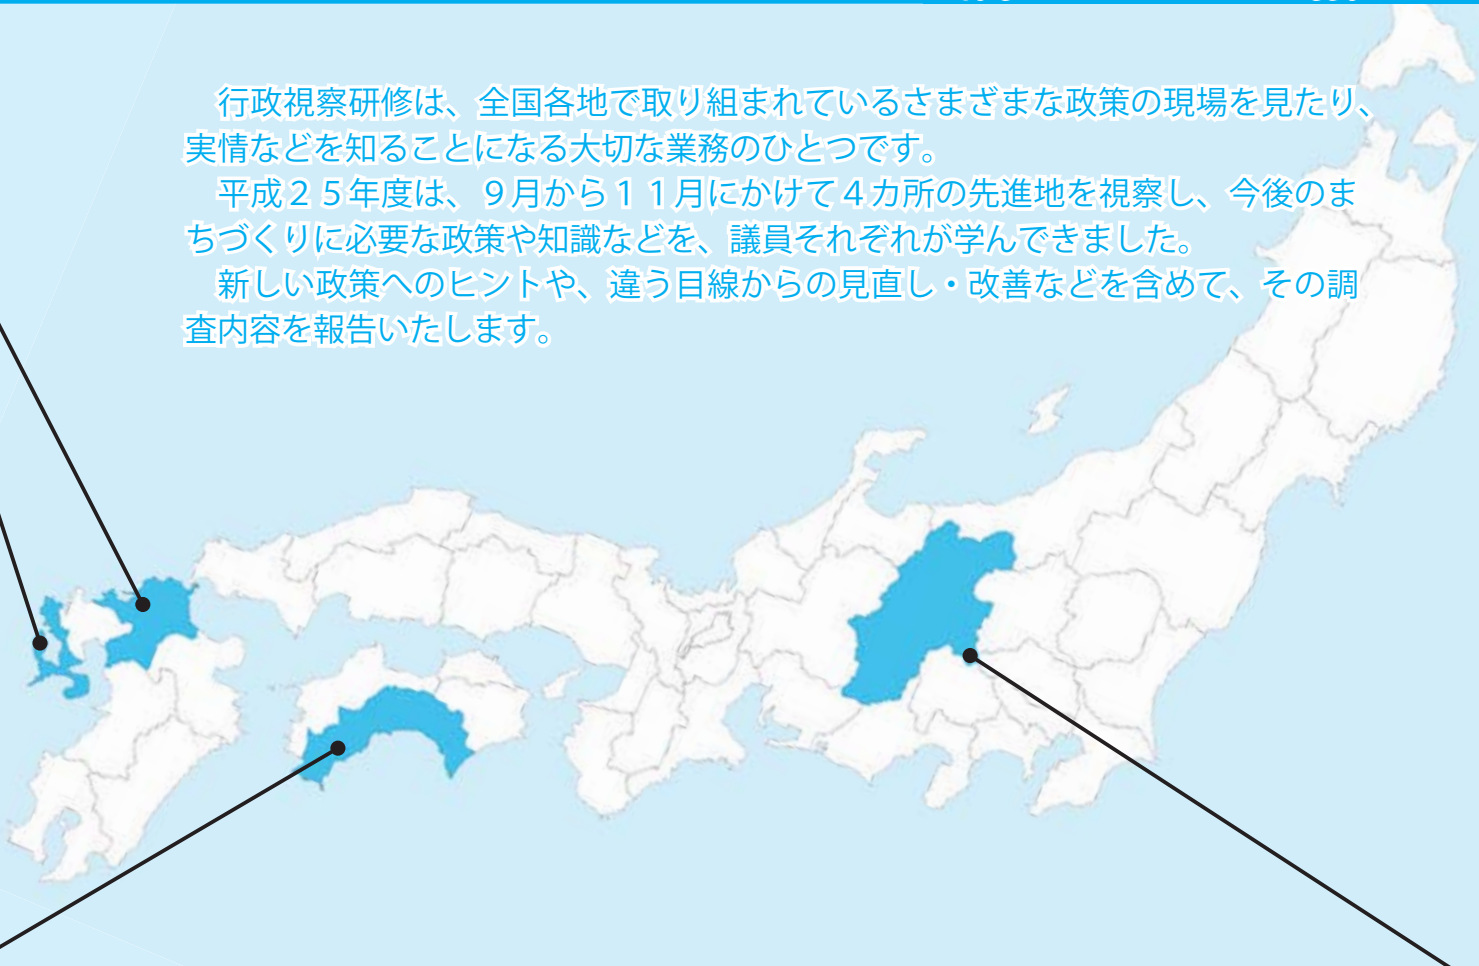 行政視察研修は、全国各地で取り組まれているさまざまな政策の現場を見たり、
実情などを知ることになる大切な業務のひとつです。
平成２５年度は、９月から１１月にかけて４カ所の先進地を視察し、今後のま
ちづくりに必要な政策や知識などを、議員それぞれが学んできました。
新しい政策へのヒントや、違う目線からの見直し・改善などを含めて、その調
査内容を報告いたします。